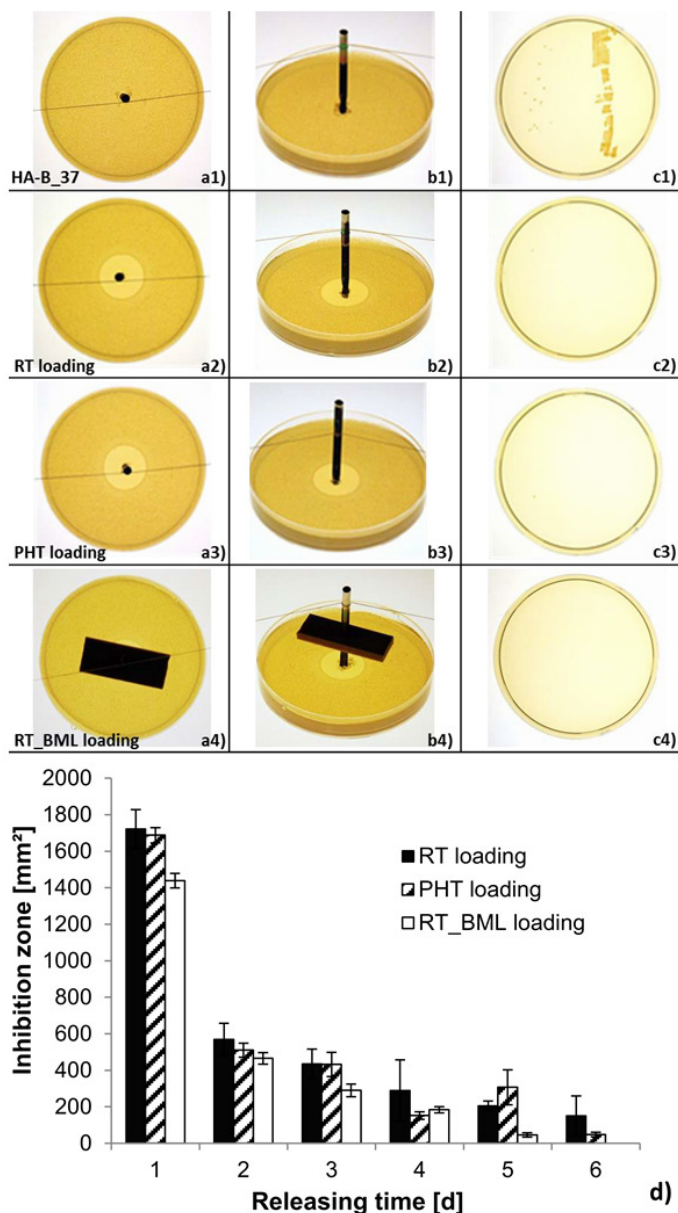 HA-B_37 a1) b1) c1)
RT loading a2) b2) c2)
PHT loading a3) b3) c3)
RT_BML loading a4) b4) c4)
2000
1800
1600
1400
1200
1000
800
600
400
200
0
Inhibition zone [mm²]
RT loading
PHT loading
RT_BML loading
1 2 3 4 5 6
Releasing time [d]
d)